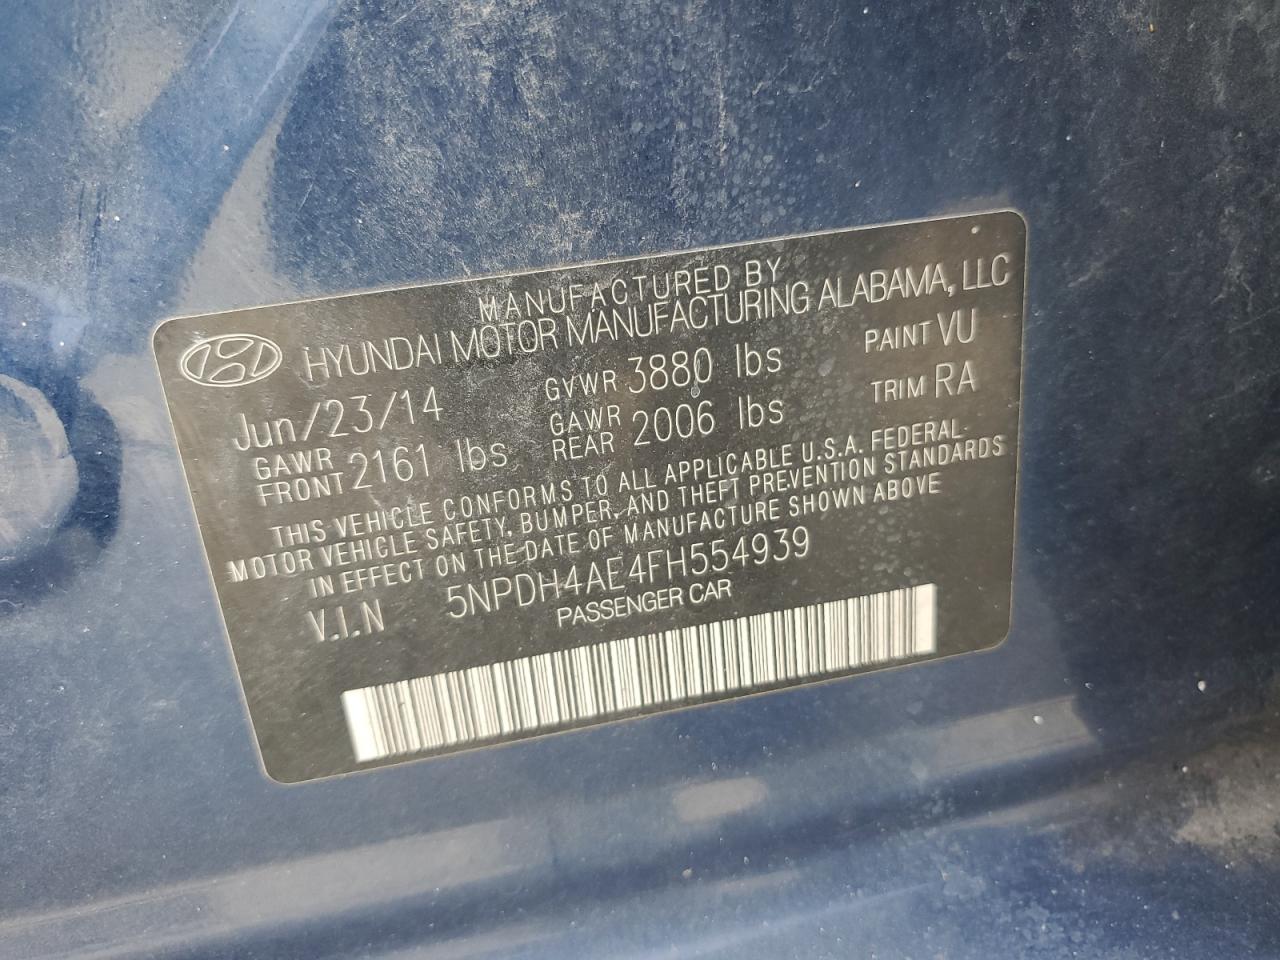 MANUFACTURED BY
HYUNDAI MOTOR MANUFACTURING ALABAMA, LLC
Jun/23/14 GVWR 3880 lbs PAINT VU
GAWR FRONT 2161 lbs GAWR REAR 2006 lbs TRIM RA
THIS VEHICLE CONFORMS TO ALL APPLICABLE U.S.A. FEDERAL
MOTOR VEHICLE SAFETY, BUMPER, AND THEFT PREVENTION STANDARDS
IN EFFECT ON THE DATE OF MANUFACTURE SHOWN ABOVE
V.I.N 5NPDH4AE4FH554939
PASSENGER CAR